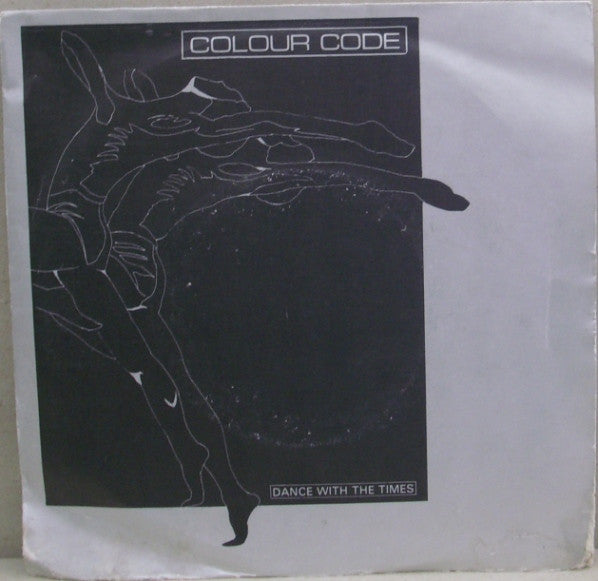 COLOUR CODE
DANCE WITH THE TIMES